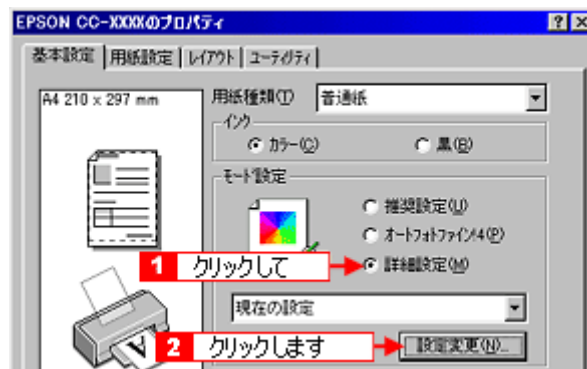 EPSON CC-XXXXのプロパティ
基本設定 用紙設定 レイアウト ユーティリティ
A4 210 x 297 mm
用紙種類(T) 普通紙
インク
カラー(C) 黒(B)
モード設定
推奨設定(U)
オートフォトファイン!4(P)
1 クリックして 詳細設定(M)
現在の設定
2 クリックします 設定変更(N)...